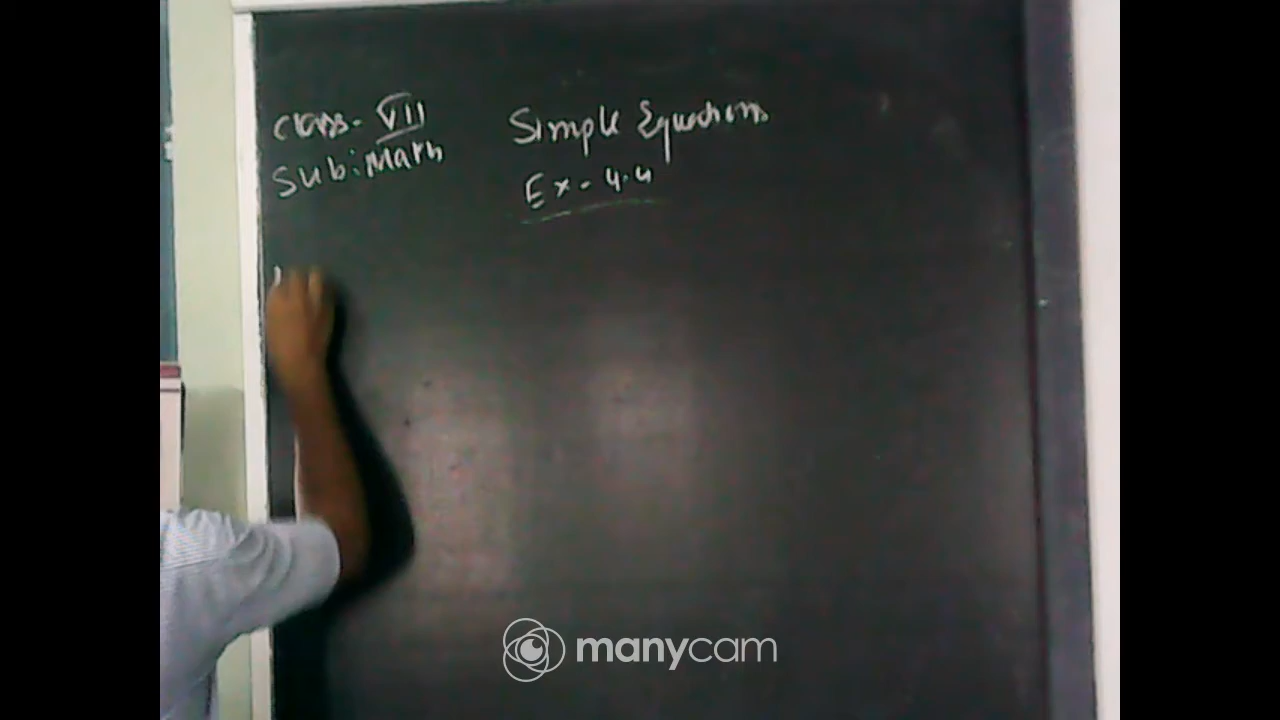 Class - VII
Sub: Math
Simple Equations
Ex - 4.4
manycam